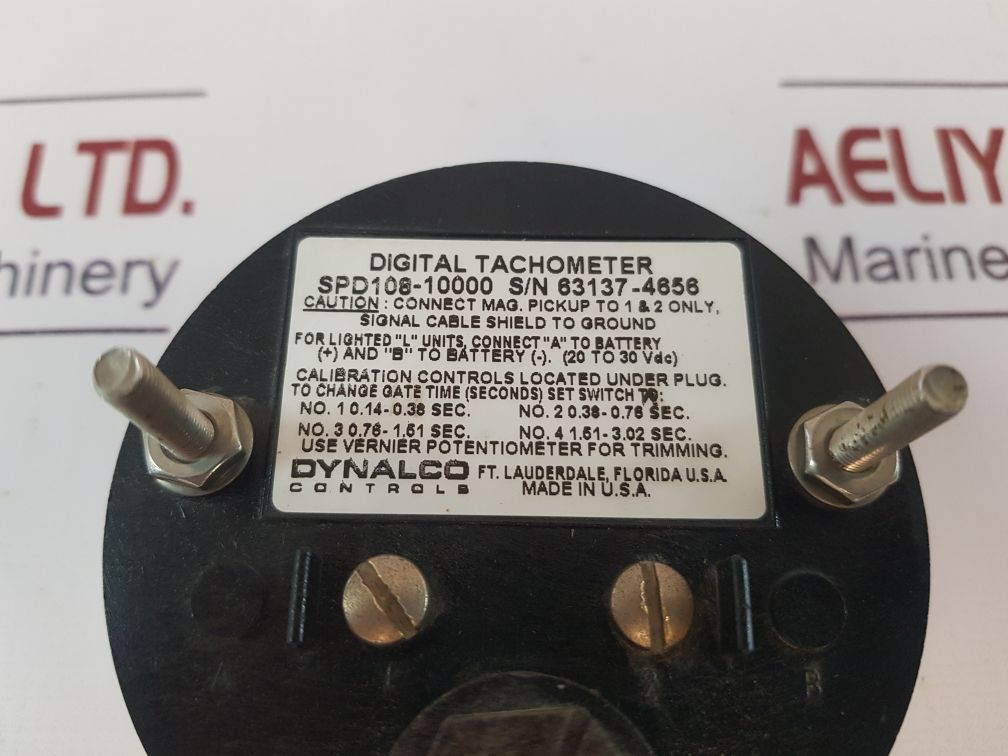 LTD.
AELIY
hinery
Marine
DIGITAL TACHOMETER
SPD108-10000 S/N 63137-4656
CAUTION : CONNECT MAG. PICKUP TO 1 & 2 ONLY,
SIGNAL CABLE SHIELD TO GROUND
FOR LIGHTED "L" UNITS, CONNECT "A" TO BATTERY
(+) AND "B" TO BATTERY (-). (20 TO 30 Vdc)
CALIBRATION CONTROLS LOCATED UNDER PLUG.
TO CHANGE GATE TIME (SECONDS) SET SWITCH TO:
NO. 1 0.14-0.38 SEC. NO. 2 0.38-0.76 SEC.
NO. 3 0.76-1.51 SEC. NO. 4 1.51-3.02 SEC.
USE VERNIER POTENTIOMETER FOR TRIMMING.
DYNALCO FT. LAUDERDALE, FLORIDA U.S.A
CONTROLS MADE IN U.S.A.
B